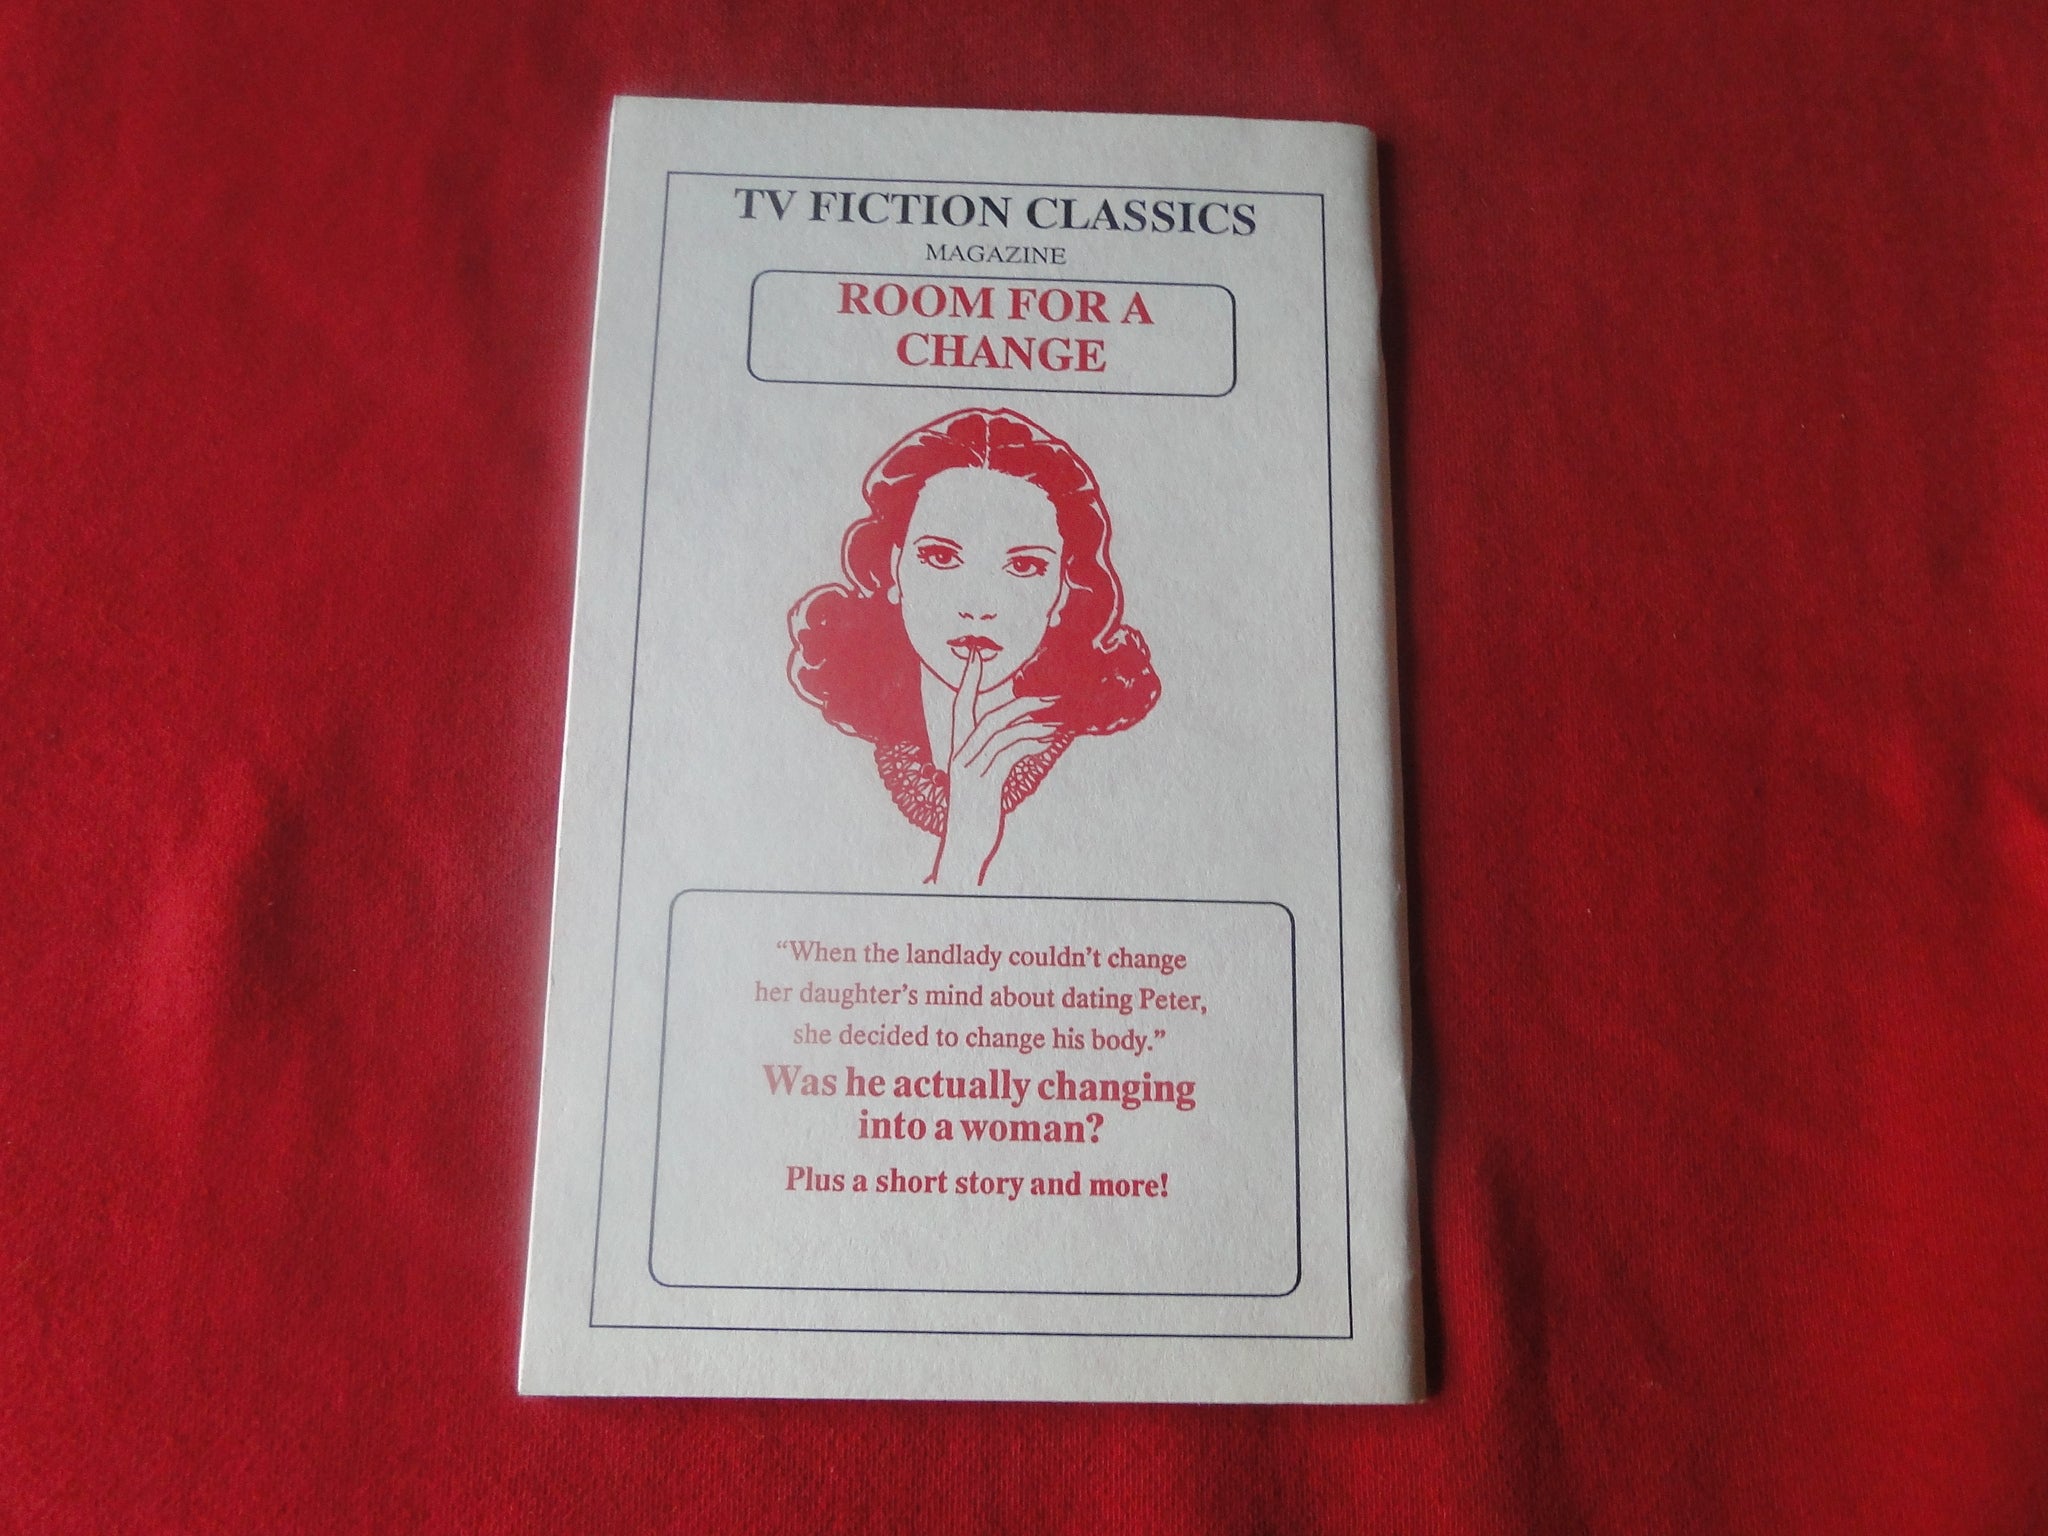 TV FICTION CLASSICS
MAGAZINE
ROOM FOR A
CHANGE
“When the landlady couldn’t change
her daughter’s mind about dating Peter,
she decided to change his body.”
Was he actually changing
into a woman?
Plus a short story and more!